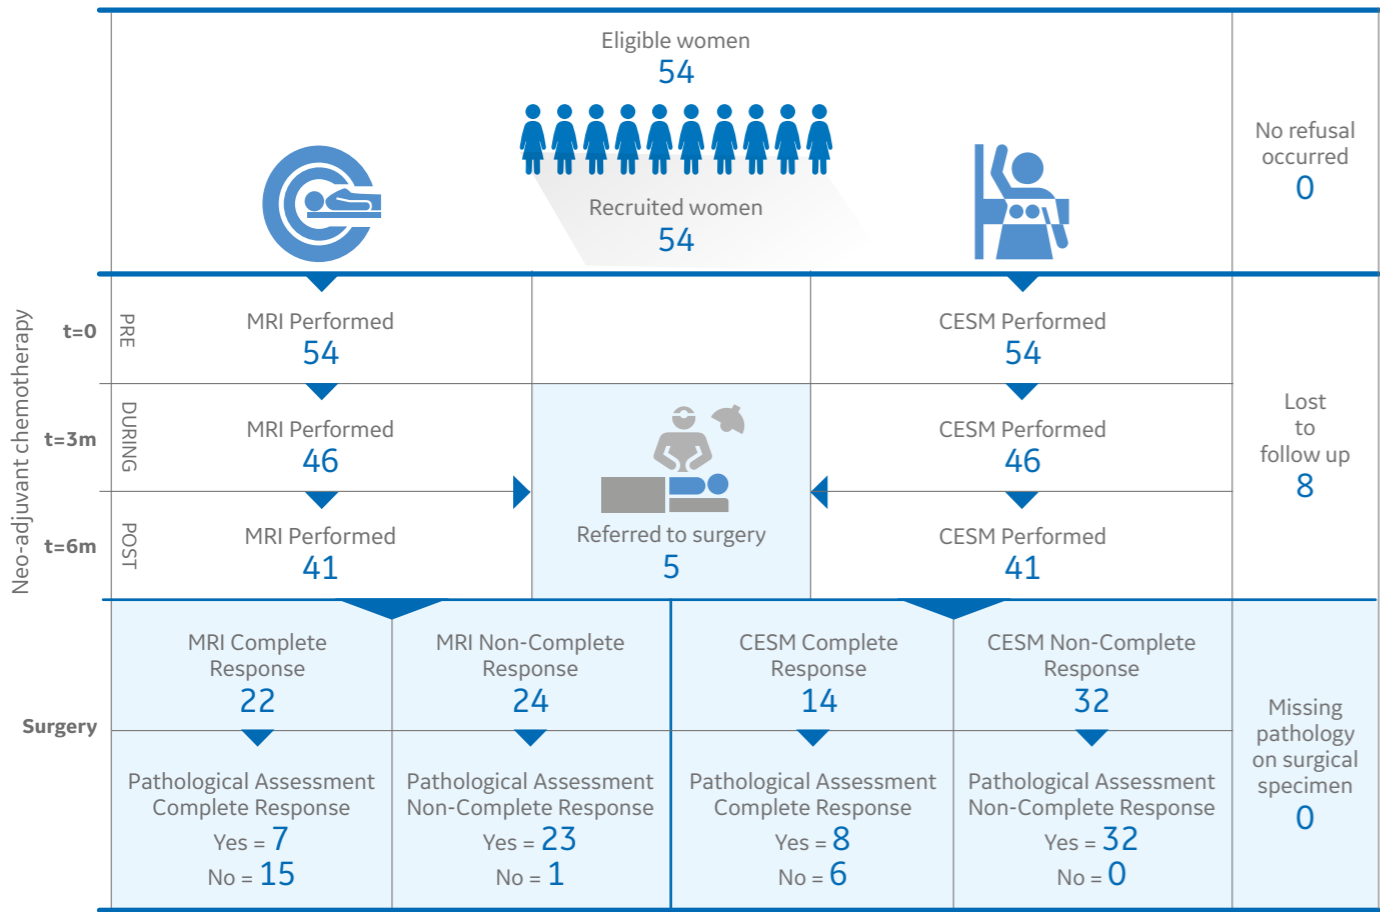 Eligible women
54
Recruited women
54
No refusal
occurred
0
Neo-adjuvant chemotherapy
t=0
PRE
MRI Performed
54
CESM Performed
54
t=3m
DURING
MRI Performed
46
CESM Performed
46
Lost
to
follow up
8
t=6m
POST
MRI Performed
41
Referred to surgery
5
CESM Performed
41
Surgery
MRI Complete
Response
22
MRI Non-Complete
Response
24
CESM Complete
Response
14
CESM Non-Complete
Response
32
Pathological Assessment
Complete Response
Yes = 7
No = 15
Pathological Assessment
Non-Complete Response
Yes = 23
No = 1
Pathological Assessment
Complete Response
Yes = 8
No = 6
Pathological Assessment
Non-Complete Response
Yes = 32
No = 0
Missing
pathology
on surgical
specimen
0